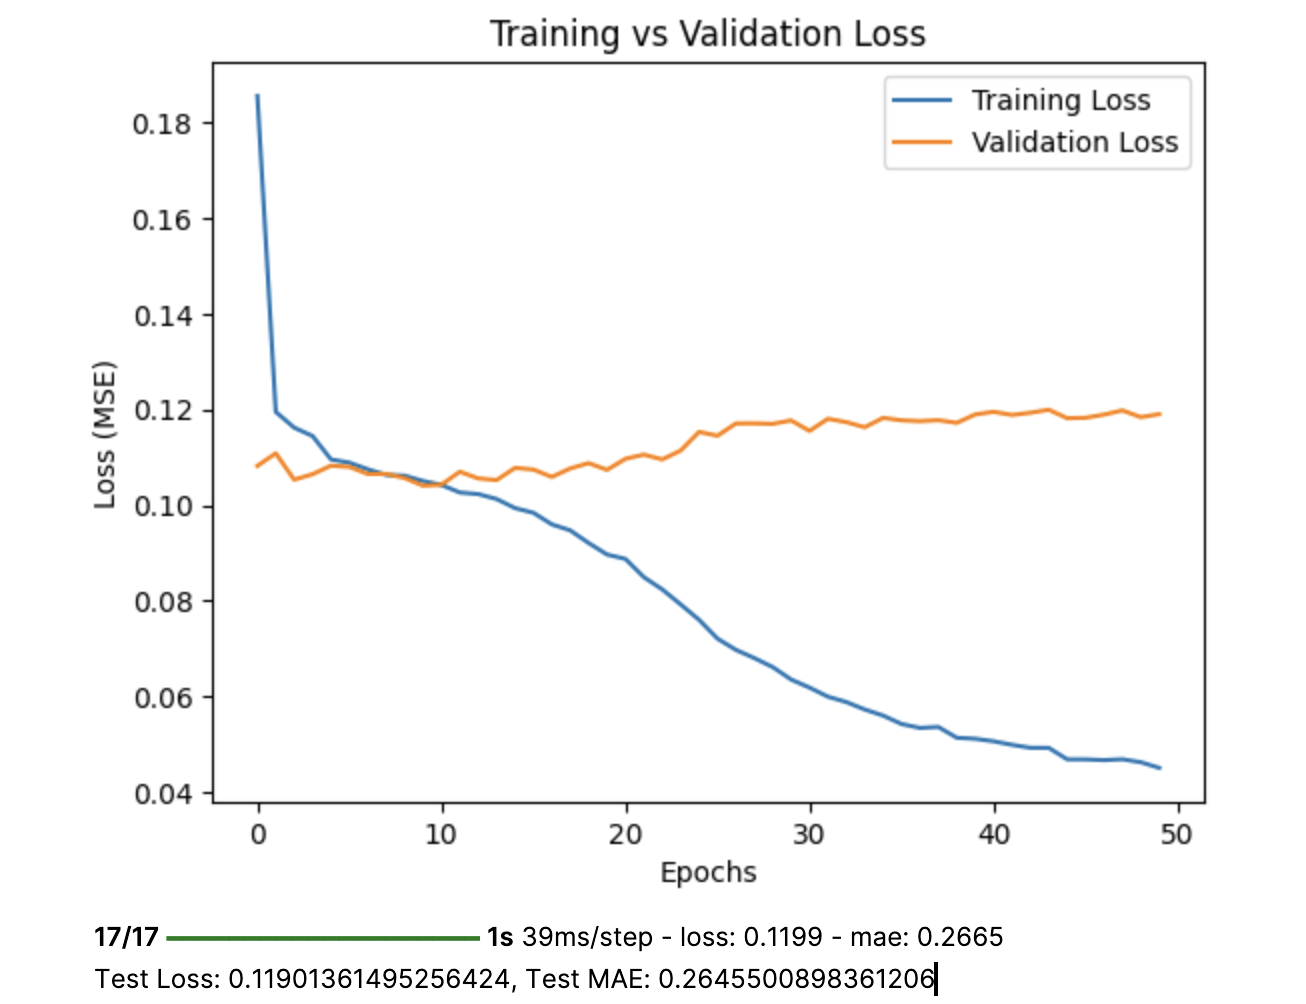 Training vs Validation Loss
Training Loss
Validation Loss
0.18
0.16
0.14
0.12
0.10
0.08
0.06
0.04
Loss (MSE)
0 10 20 30 40 50
Epochs
17/17 1s 39ms/step - loss: 0.1199 - mae: 0.2665
Test Loss: 0.11901361495256424, Test MAE: 0.2645500898361206